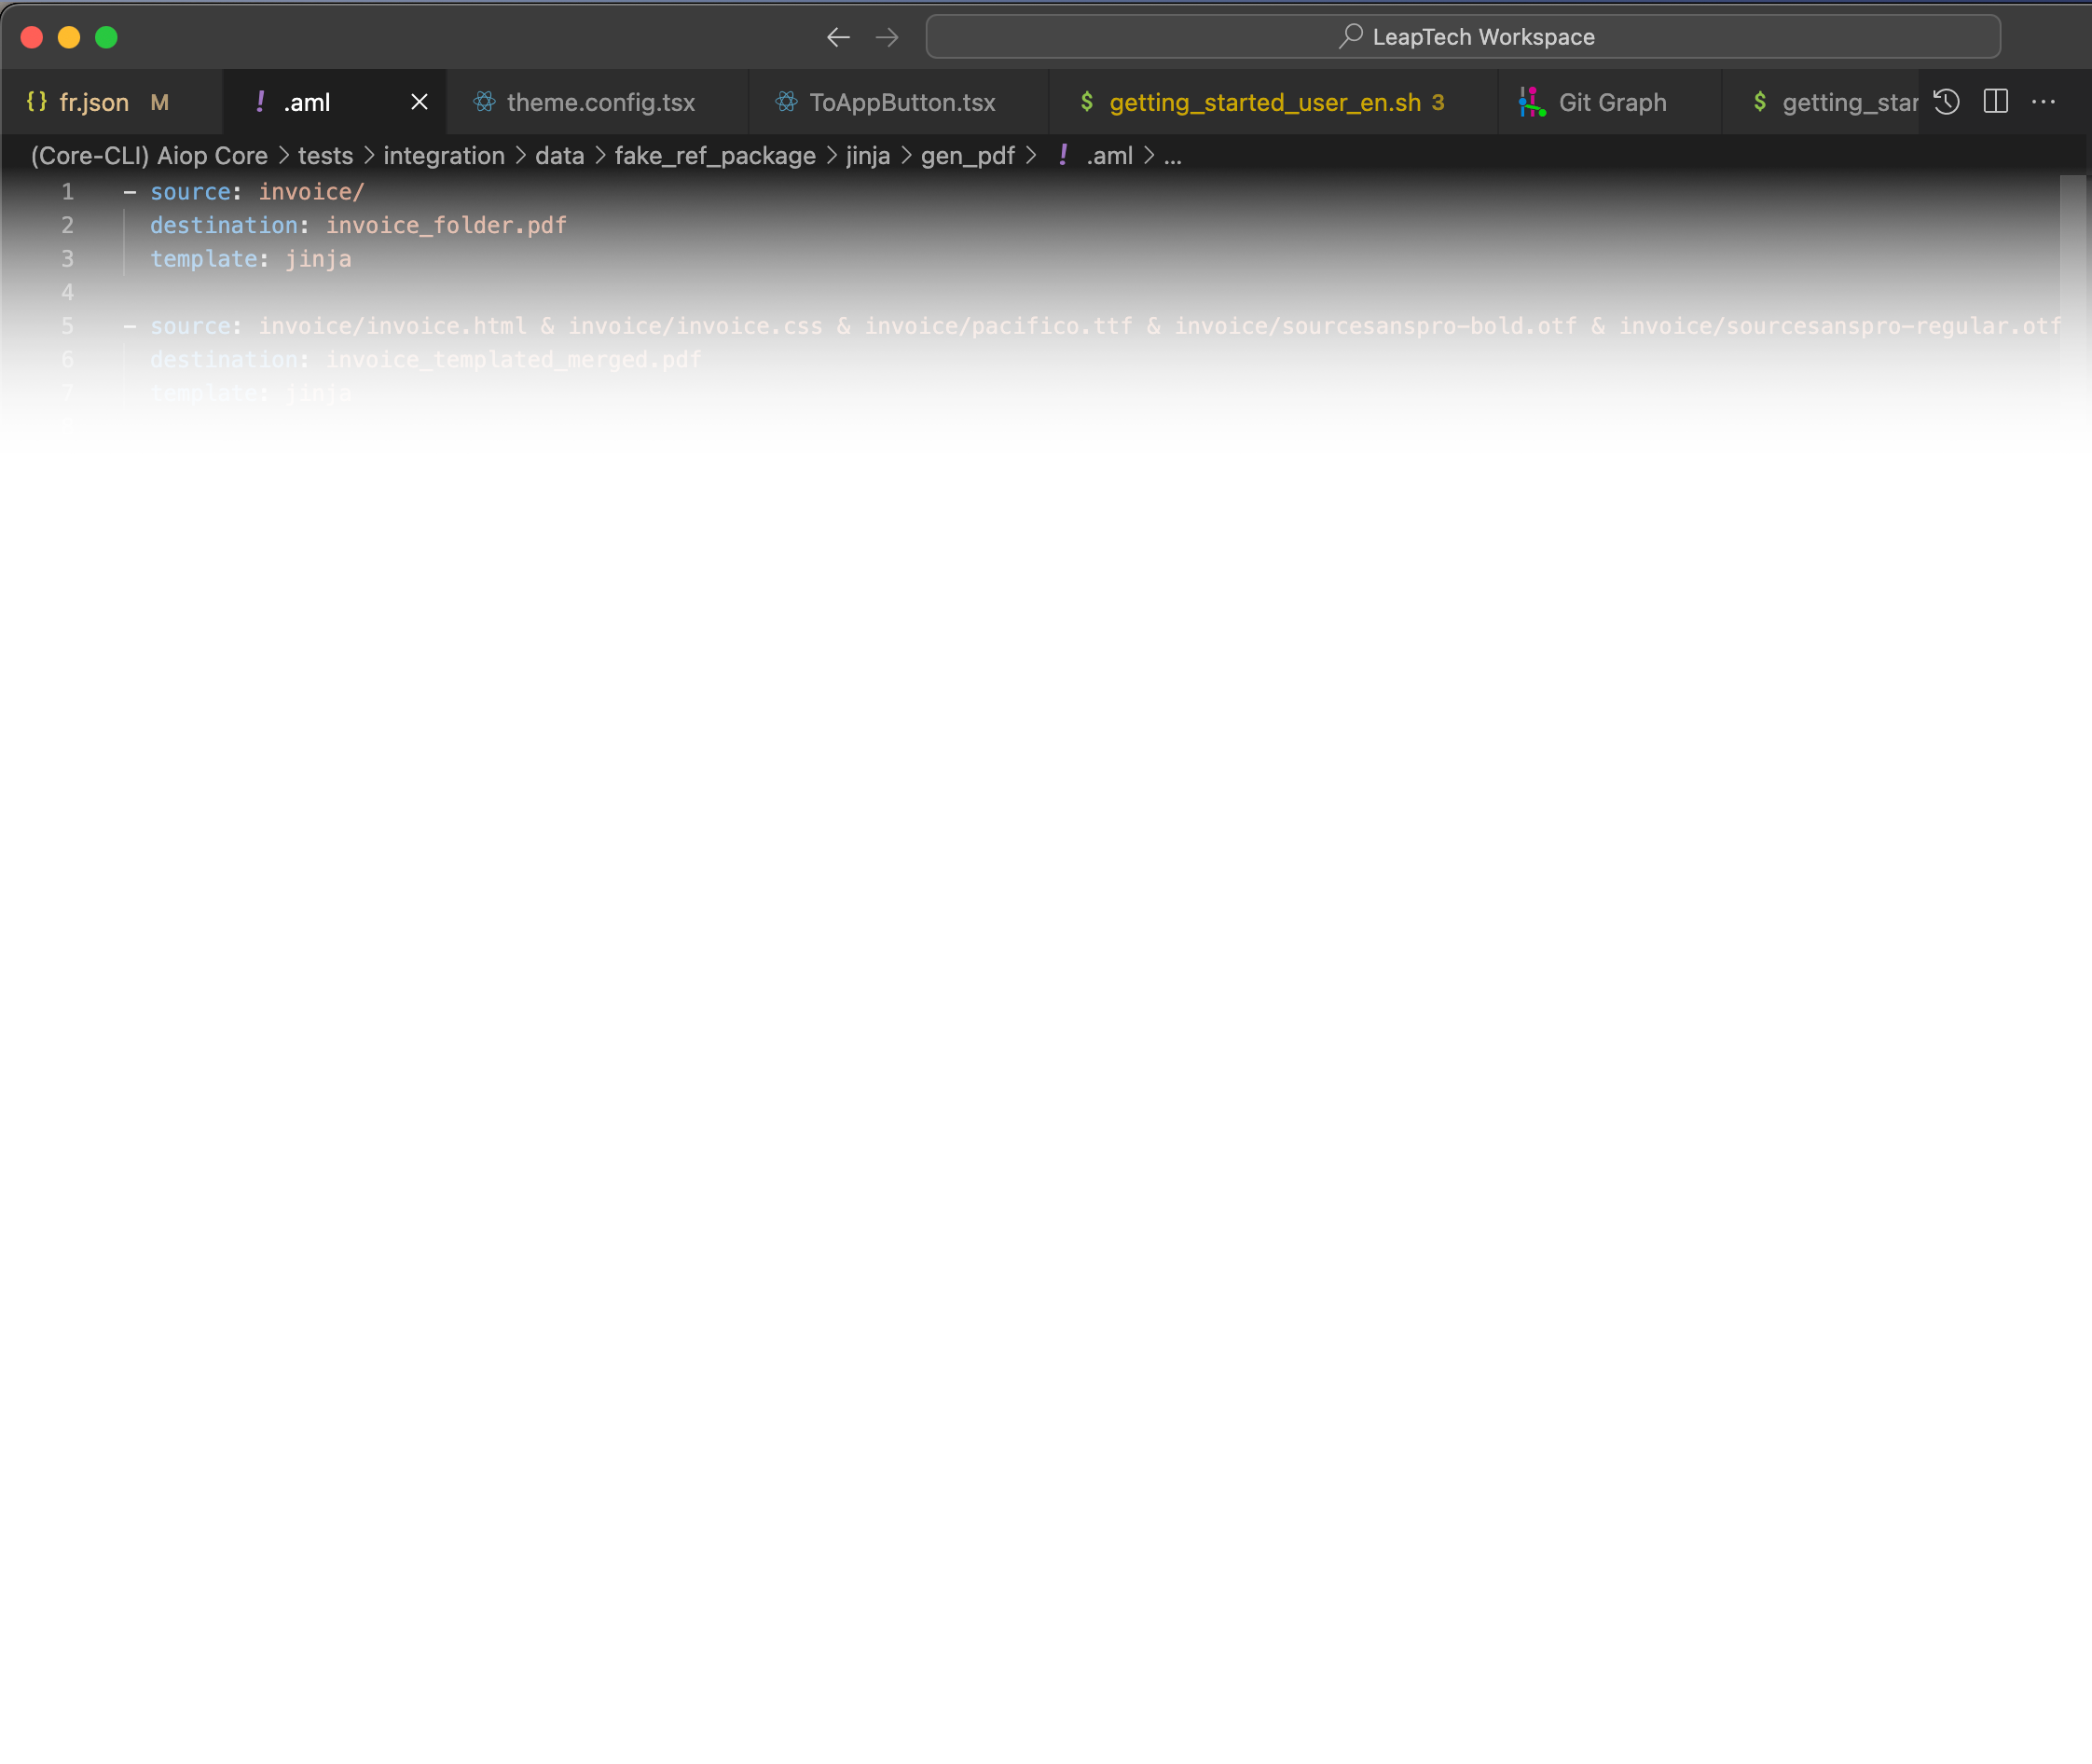 LeapTech Workspace
{} fr.json M ! .aml theme.config.tsx ToAppButton.tsx $ getting_started_user_en.sh 3 Git Graph $ getting_star
(Core-CLI) Aiop Core > tests > integration > data > fake_ref_package > jinja > gen_pdf > ! .aml > ...
1 - source: invoice/
2 destination: invoice_folder.pdf
3 template: jinja
4
5 - source: invoice/invoice.html & invoice/invoice.css & invoice/pacifico.ttf & invoice/sourcesanspro-bold.otf & invoice/sourcesanspro-regular.otf
6 destination: invoice_templated_merged.pdf
7 template: jinja